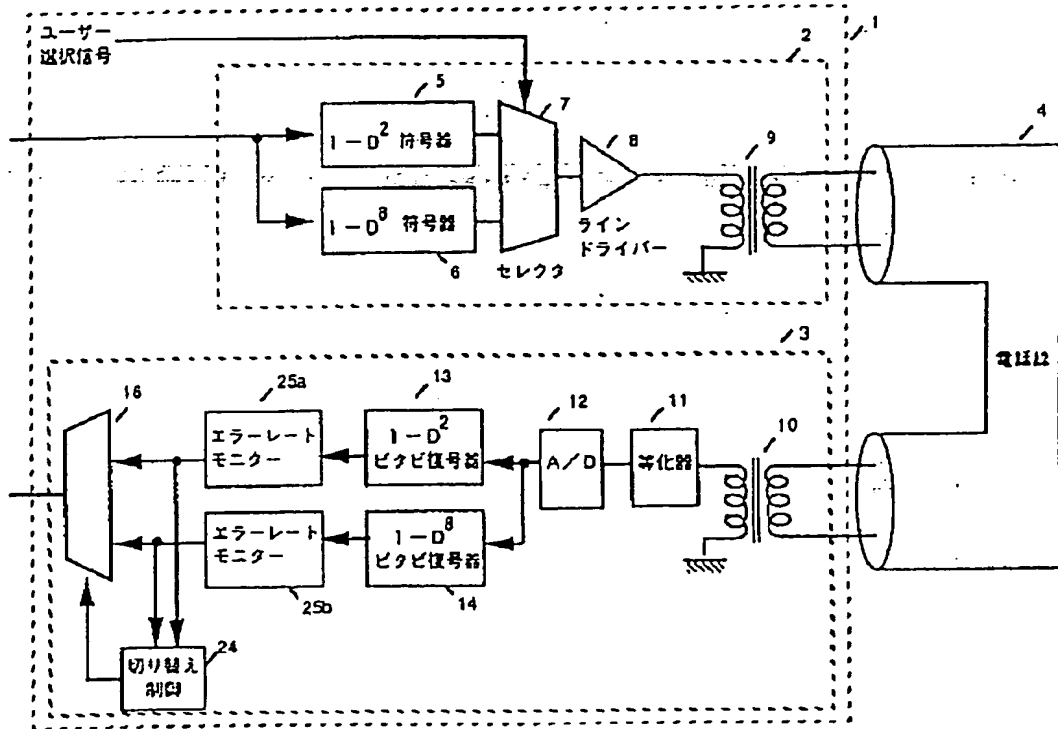 ユーザー
選択信号
1
2
5
7
4
1-D² 符号器
8
9
1-D⁸ 符号器
ライン
ドライバー
6
セレクタ
3
電話線
16
25a
13
12
11
10
エラーレート
モニター
1-D²
ビタビ復号器
A/D
等化器
エラーレート
モニター
1-D⁸
ビタビ復号器
25b
14
切り替え
制御
24